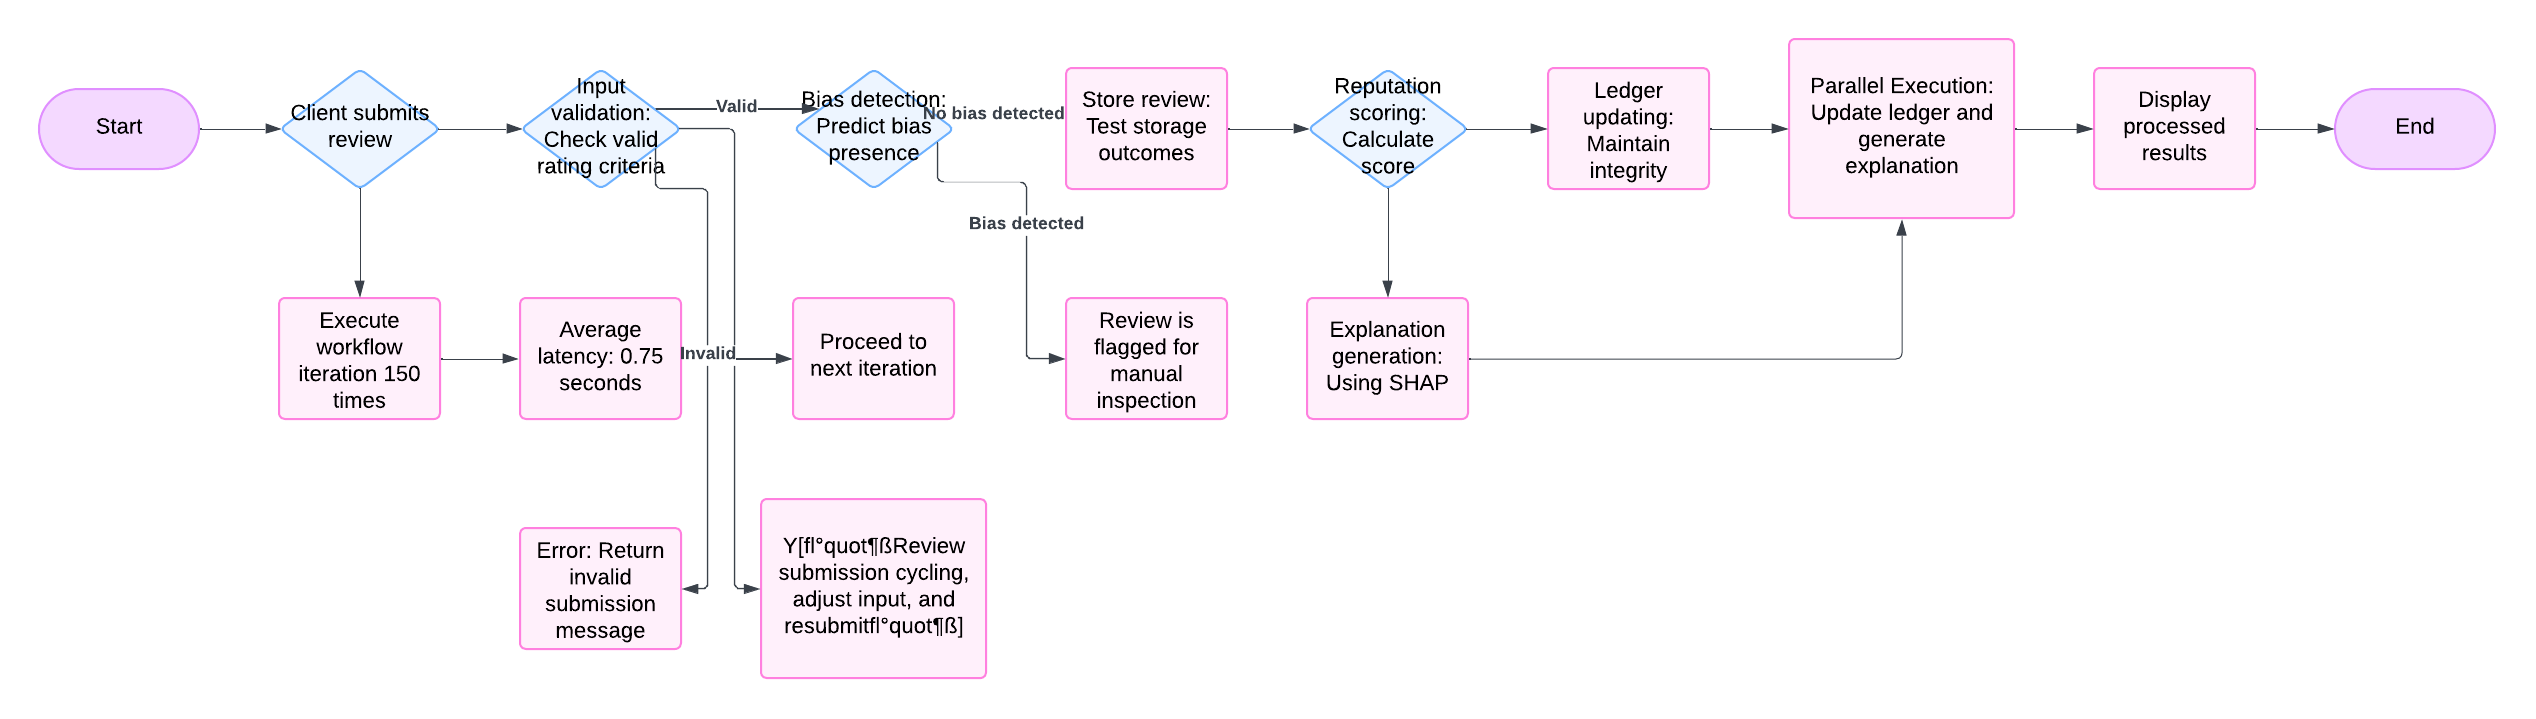 Start
Client submits
review
Input
validation:
Check valid
rating criteria
Valid
Bias detection:
Predict bias
presence
No bias detected
Store review:
Test storage
outcomes
Reputation
scoring:
Calculate
score
Ledger
updating:
Maintain
integrity
Parallel Execution:
Update ledger and
generate
explanation
Display
processed
results
End
Bias detected
Execute
workflow
iteration 150
times
Average
latency: 0.75
seconds
Invalid
Proceed to
next iteration
Review is
flagged for
manual
inspection
Explanation
generation:
Using SHAP
Error: Return
invalid
submission
message
Y[fl°quot¶ßReview
submission cycling,
adjust input, and
resubmitfl°quot¶ß]